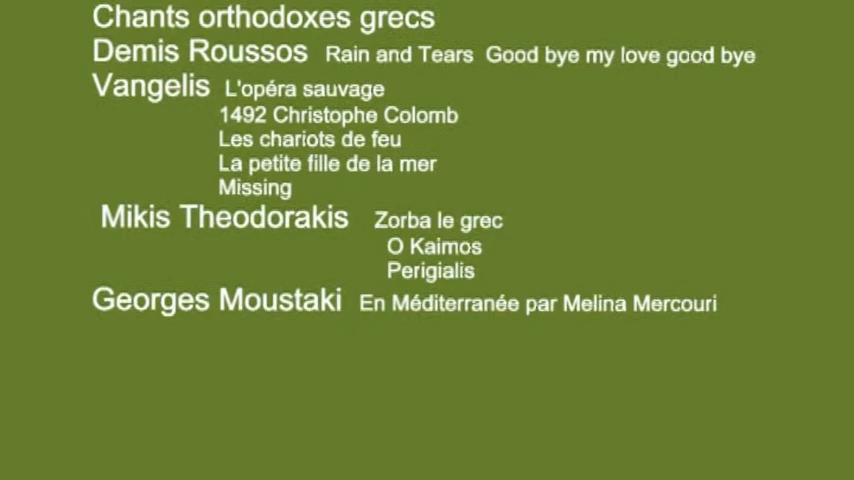 Chants orthodoxes grecs
Demis Roussos Rain and Tears Good bye my love good bye
Vangelis L'opéra sauvage
1492 Christophe Colomb
Les chariots de feu
La petite fille de la mer
Missing
Mikis Theodorakis Zorba le grec
O Kaimos
Perigialis
Georges Moustaki En Méditerranée par Melina Mercouri